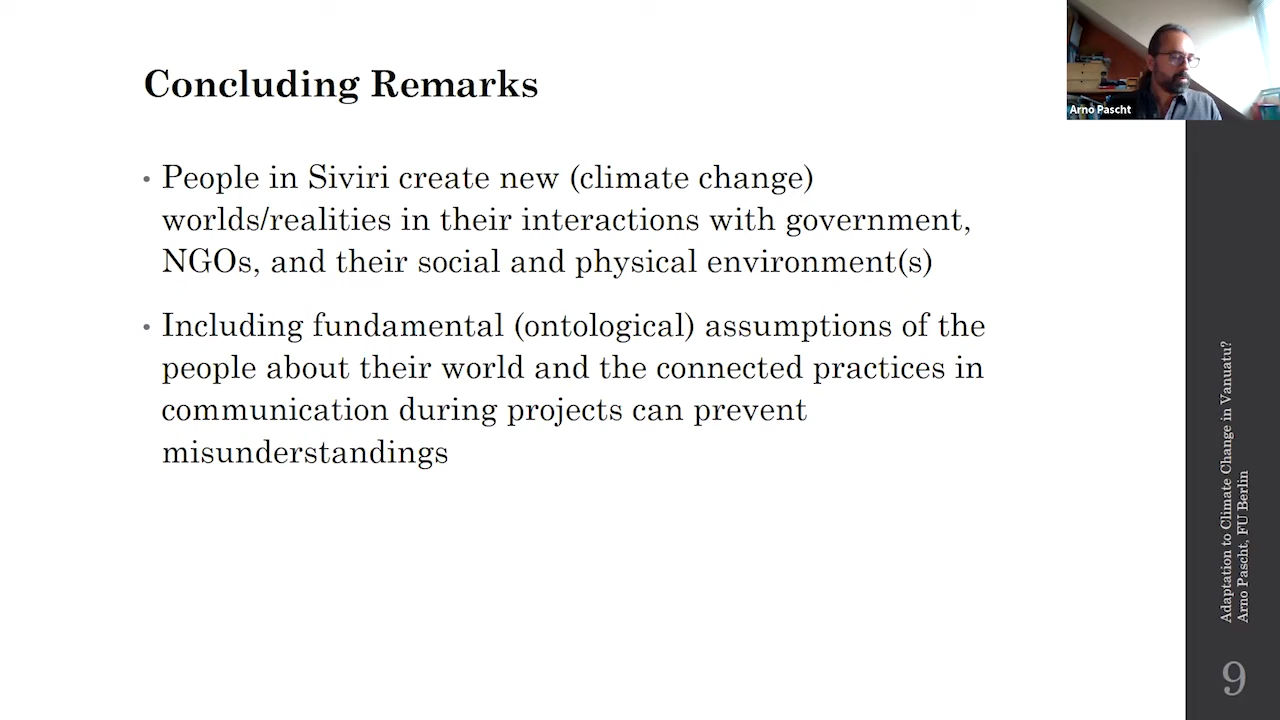 Concluding Remarks
Arno Pascht
• People in Siviri create new (climate change)
worlds/realities in their interactions with government,
NGOs, and their social and physical environment(s)
• Including fundamental (ontological) assumptions of the
people about their world and the connected practices in
communication during projects can prevent
misunderstandings
Adaptation to Climate Change in Vanuatu?
Arno Pascht, FU Berlin
9